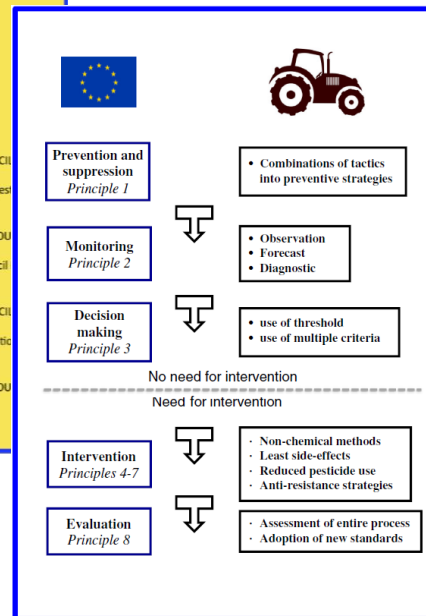 Prevention and
suppression
Principle 1
• Combinations of tactics
into preventive strategies
Monitoring
Principle 2
• Observation
• Forecast
• Diagnostic
Decision
making
Principle 3
• use of threshold
• use of multiple criteria
No need for intervention
Need for intervention
Intervention
Principles 4-7
· Non-chemical methods
· Least side-effects
· Reduced pesticide use
· Anti-resistance strategies
Evaluation
Principle 8
· Assessment of entire process
· Adoption of new standards